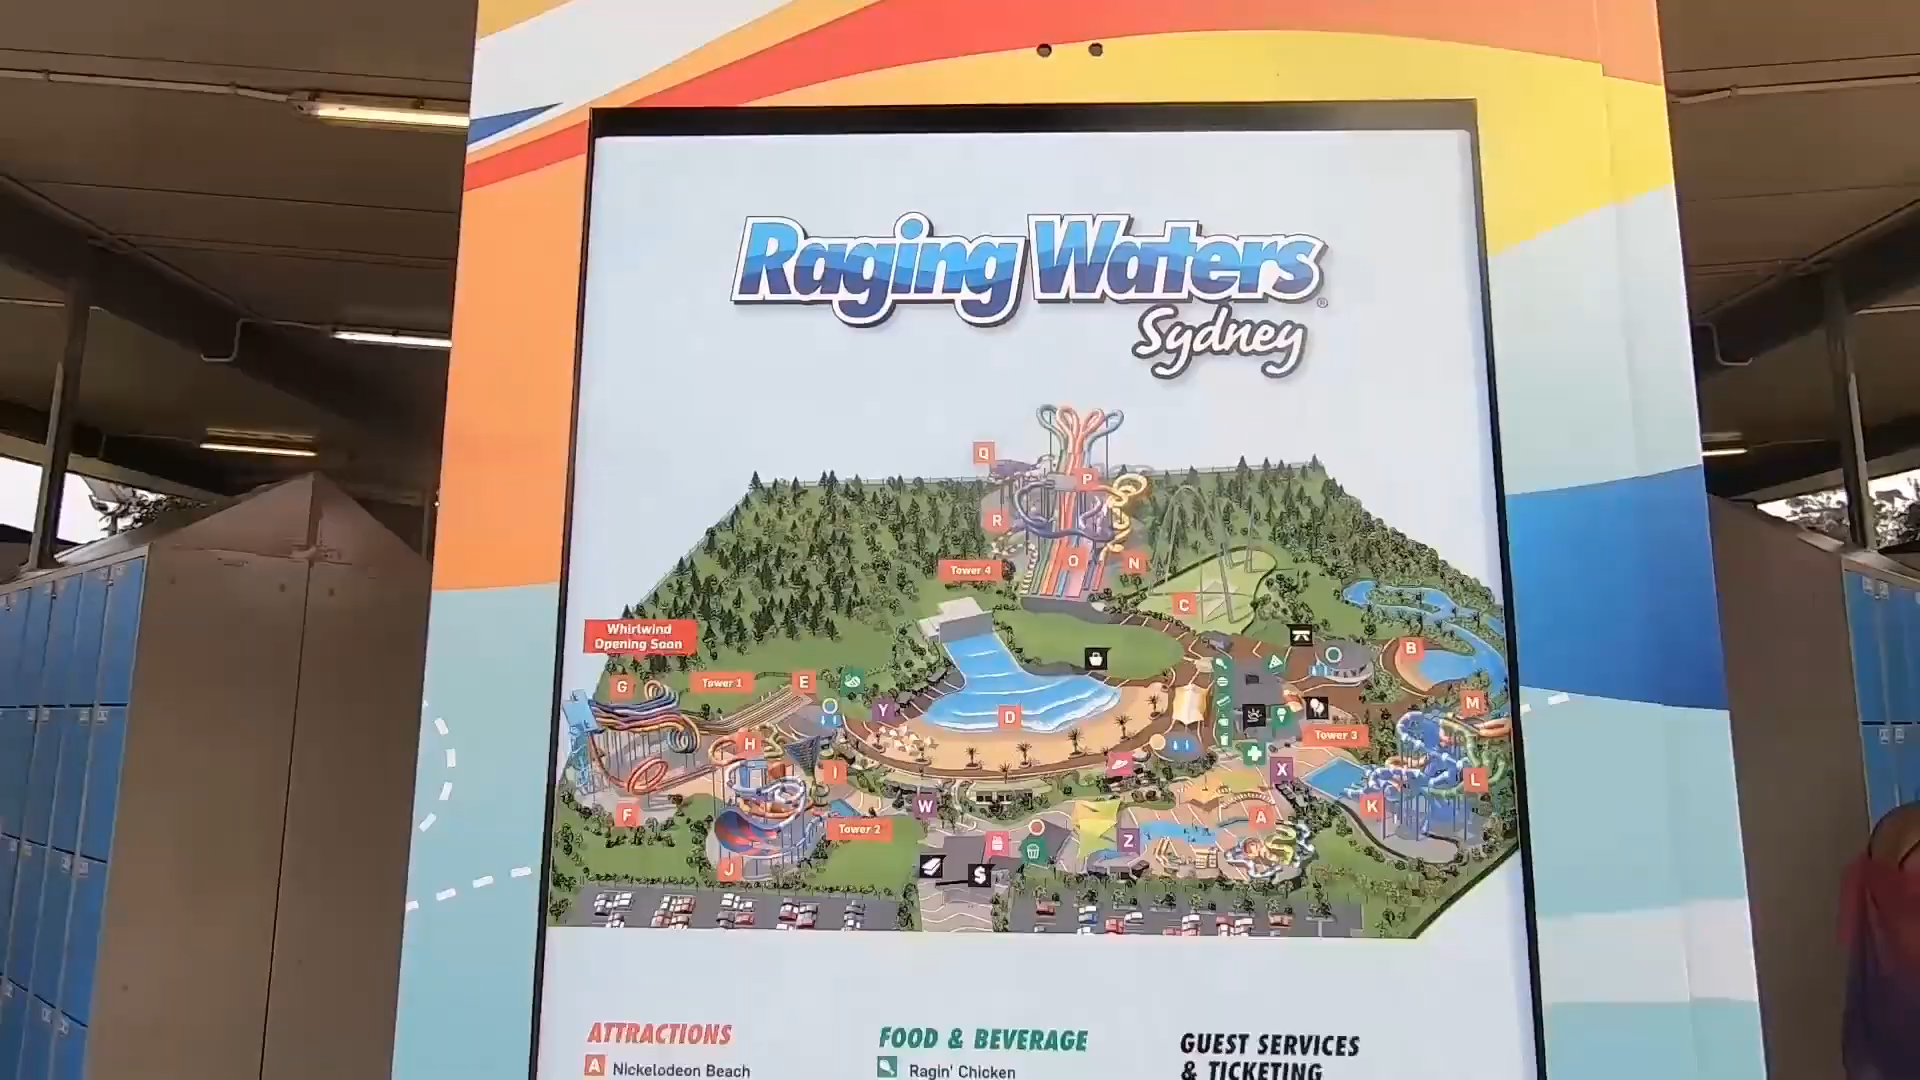 Raging Waters®
Sydney
Q
P
R
O
N
Tower 4
C
Whirlwind
Opening Soon
B
G
Tower 1
E
Y
D
M
H
Tower 3
I
X
L
F
W
K
A
Tower 2
Z
J
$
ATTRACTIONS
A Nickelodeon Beach
FOOD & BEVERAGE
Ragin' Chicken
GUEST SERVICES
& TICKETING